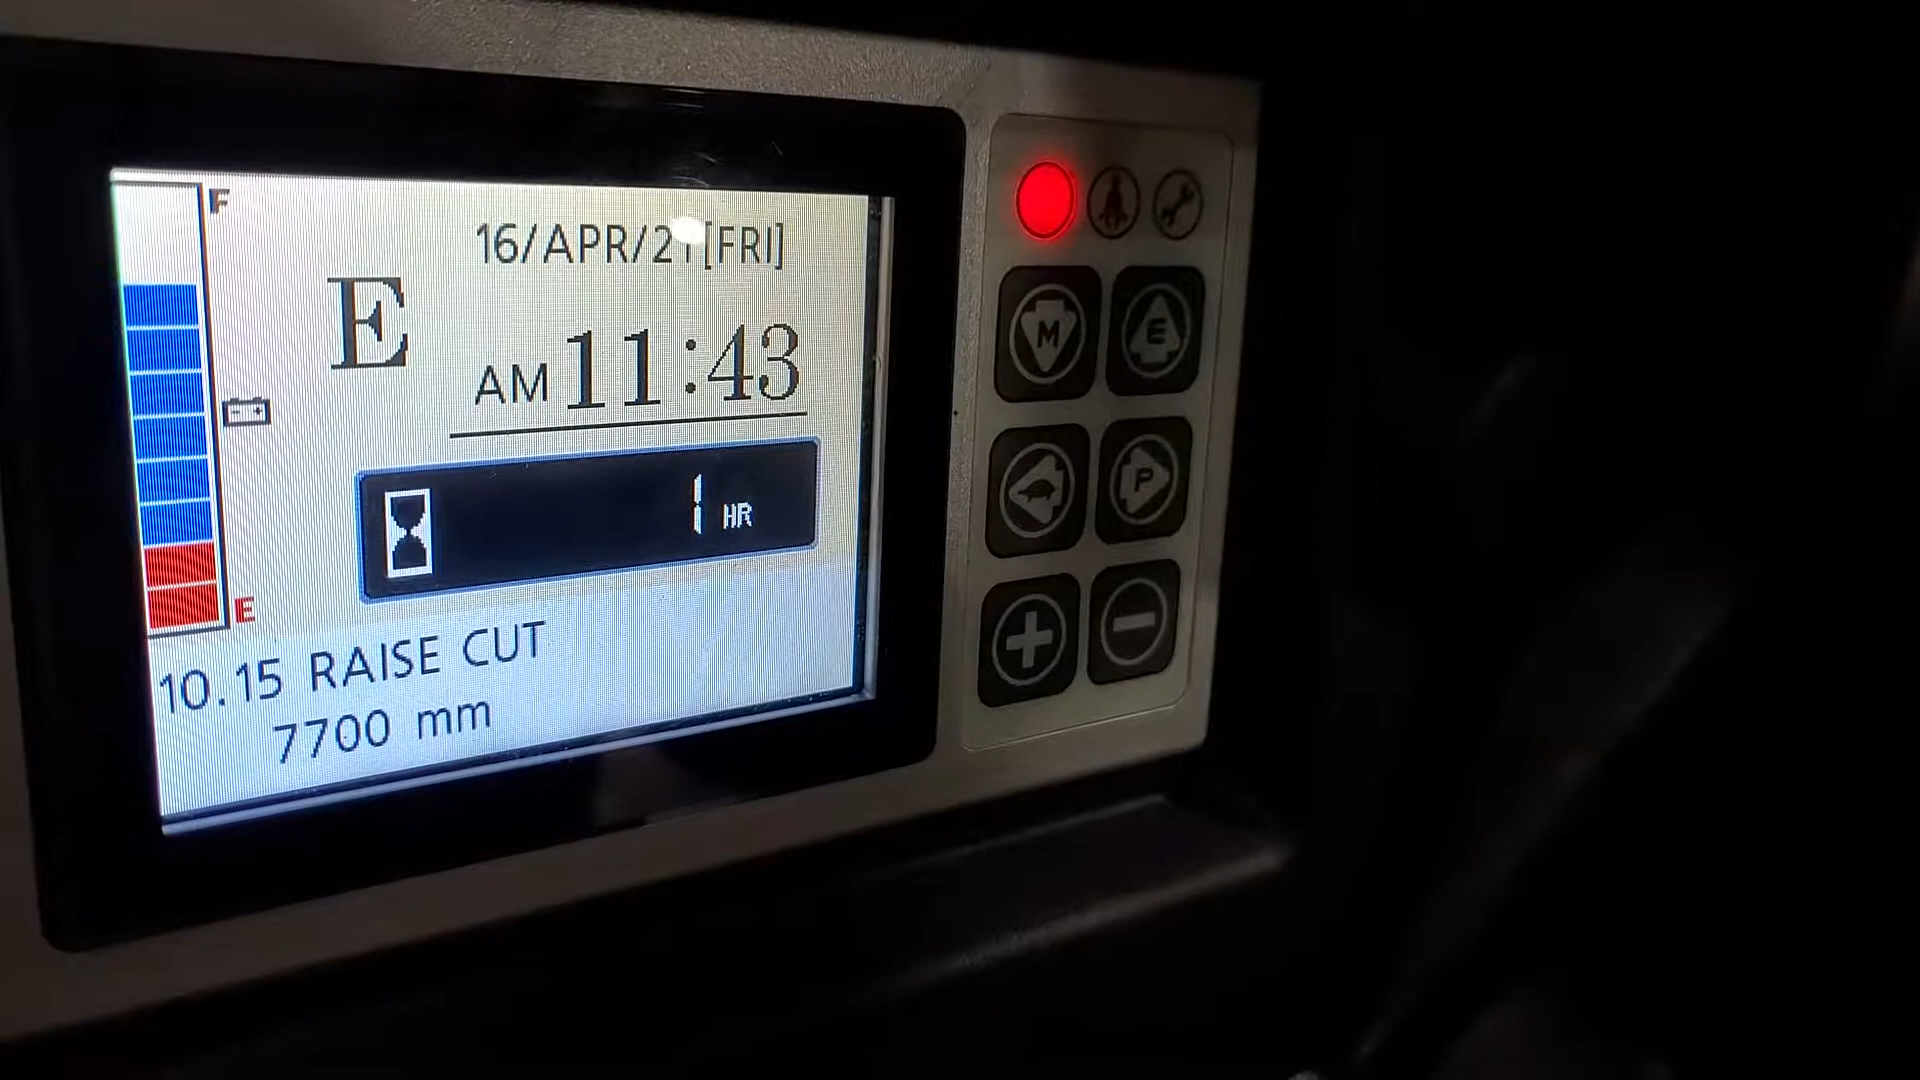 F
16/APR/21[FRI]
E
AM 11:43
1 HR
E
10.15 RAISE CUT
7700 mm
M
E
P